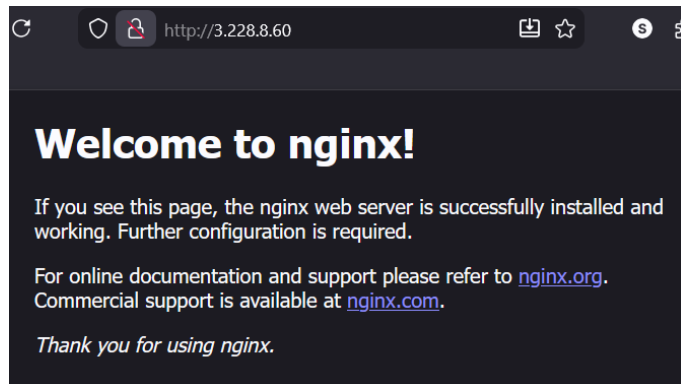 http://3.228.8.60
S
Welcome to nginx!
If you see this page, the nginx web server is successfully installed and
working. Further configuration is required.
For online documentation and support please refer to nginx.org.
Commercial support is available at nginx.com.
Thank you for using nginx.